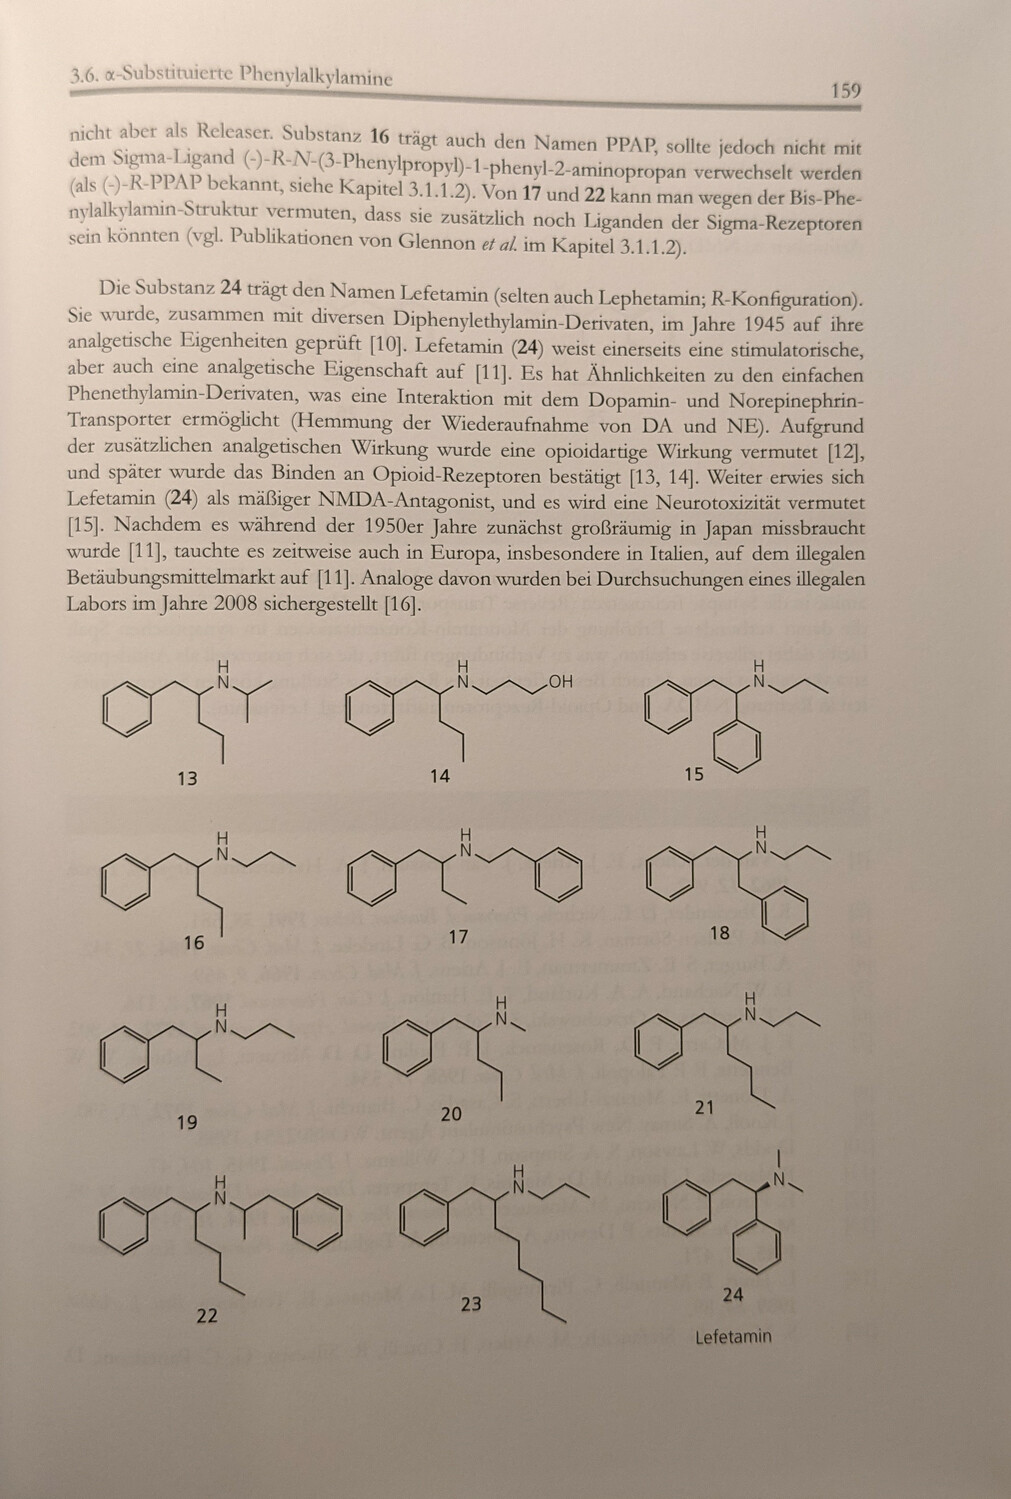 3.6. α-Substituierte Phenylalkylamine
159
nicht aber als Releaser. Substanz 16 trägt auch den Namen PPAP, sollte jedoch nicht mit
dem Sigma-Ligand (-)-R-N-(3-Phenylpropyl)-1-phenyl-2-aminopropan verwechselt werden
(als (-)-R-PPAP bekannt, siehe Kapitel 3.1.1.2). Von 17 und 22 kann man wegen der Bis-Phe-
nylalkylamin-Struktur vermuten, dass sie zusätzlich noch Liganden der Sigma-Rezeptoren
sein könnten (vgl. Publikationen von Glennon et al. im Kapitel 3.1.1.2).
Die Substanz 24 trägt den Namen Lefetamin (selten auch Lephetamin; R-Konfiguration).
Sie wurde, zusammen mit diversen Diphenylethylamin-Derivaten, im Jahre 1945 auf ihre
analgetische Eigenheiten geprüft [10]. Lefetamin (24) weist einerseits eine stimulatorische,
aber auch eine analgetische Eigenschaft auf [11]. Es hat Ähnlichkeiten zu den einfachen
Phenethylamin-Derivaten, was eine Interaktion mit dem Dopamin- und Norepinephrin-
Transporter ermöglicht (Hemmung der Wiederaufnahme von DA und NE). Aufgrund
der zusätzlichen analgetischen Wirkung wurde eine opioidartige Wirkung vermutet [12],
und später wurde das Binden an Opioid-Rezeptoren bestätigt [13, 14]. Weiter erwies sich
Lefetamin (24) als mäßiger NMDA-Antagonist, und es wird eine Neurotoxizität vermutet
[15]. Nachdem es während der 1950er Jahre zunächst großräumig in Japan missbraucht
wurde [11], tauchte es zeitweise auch in Europa, insbesondere in Italien, auf dem illegalen
Betäubungsmittelmarkt auf [11]. Analoge davon wurden bei Durchsuchungen eines illegalen
Labors im Jahre 2008 sichergestellt [16].
H H H
N N OH N
13 14 15
H H H
N N N
16 17 18
H H H
N N N
19 20 21
H H
N N N
22 23 24
Lefetamin